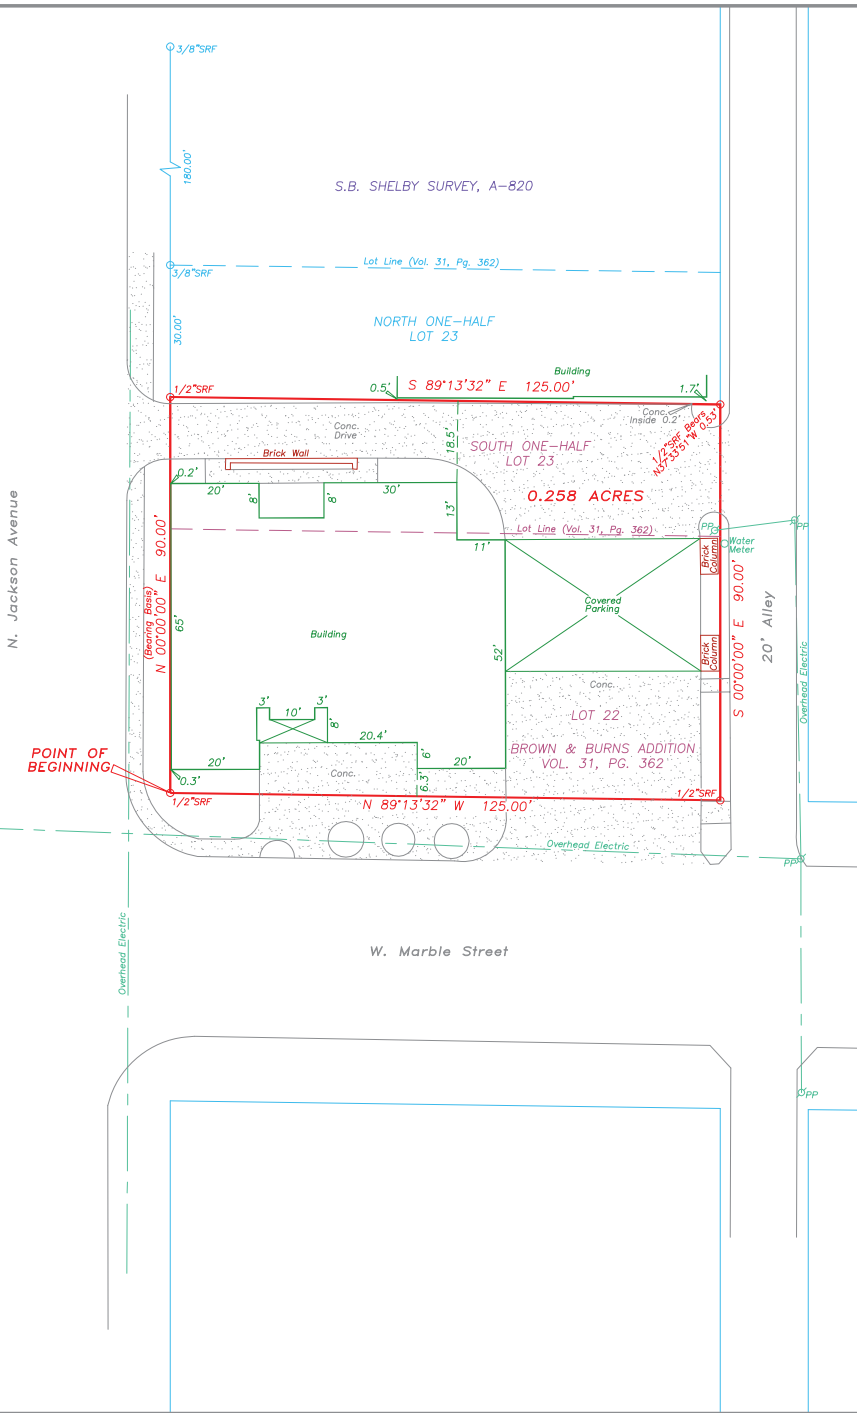 3/8"SRF
180.00'
S.B. SHELBY SURVEY, A-820
Lot Line (Vol. 31, Pg. 362)
3/8"SRF
30.00'
NORTH ONE-HALF
LOT 23
Building
1/2"SRF
0.5'
S 89°13'32" E 125.00'
1.7'
Conc.
Inside 0.2'
1/2"SRF Bears
N37°33'51"W 0.53'
Conc.
Drive
18.5'
SOUTH ONE-HALF
LOT 23
Brick Wall
0.2'
20'
8'
8'
30'
13'
0.258 ACRES
Lot Line (Vol. 31, Pg. 362)
PP
PP
Water
Meter
11'
Brick
Column
N. Jackson Avenue
N 00°00'00" E 90.00'
(Bearing Basis)
65'
Building
Covered
Parking
52'
Brick
Column
S 00°00'00" E 90.00'
20' Alley
Overhead Electric
Conc.
3'
3'
10'
8'
20.4'
6'
LOT 22
BROWN & BURNS ADDITION
VOL. 31, PG. 362
POINT OF
BEGINNING
20'
0.3'
Conc.
20'
6.3'
1/2"SRF
N 89°13'32" W 125.00'
1/2"SRF
Overhead Electric
PP
Overhead Electric
W. Marble Street
PP